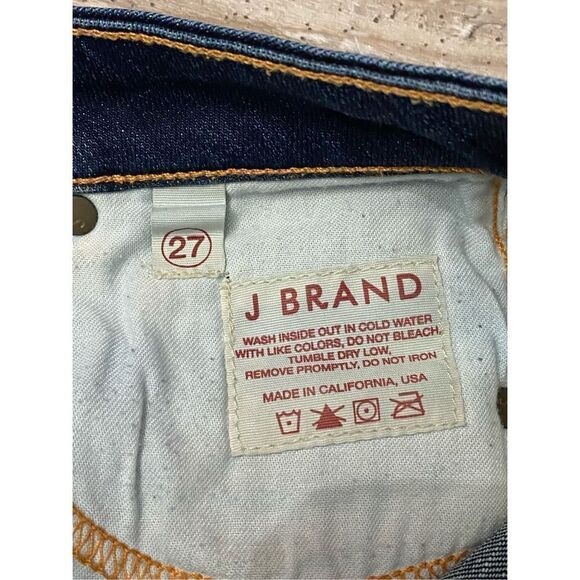 27
J BRAND
WASH INSIDE OUT IN COLD WATER
WITH LIKE COLORS, DO NOT BLEACH.
TUMBLE DRY LOW,
REMOVE PROMPTLY, DO NOT IRON
MADE IN CALIFORNIA, USA